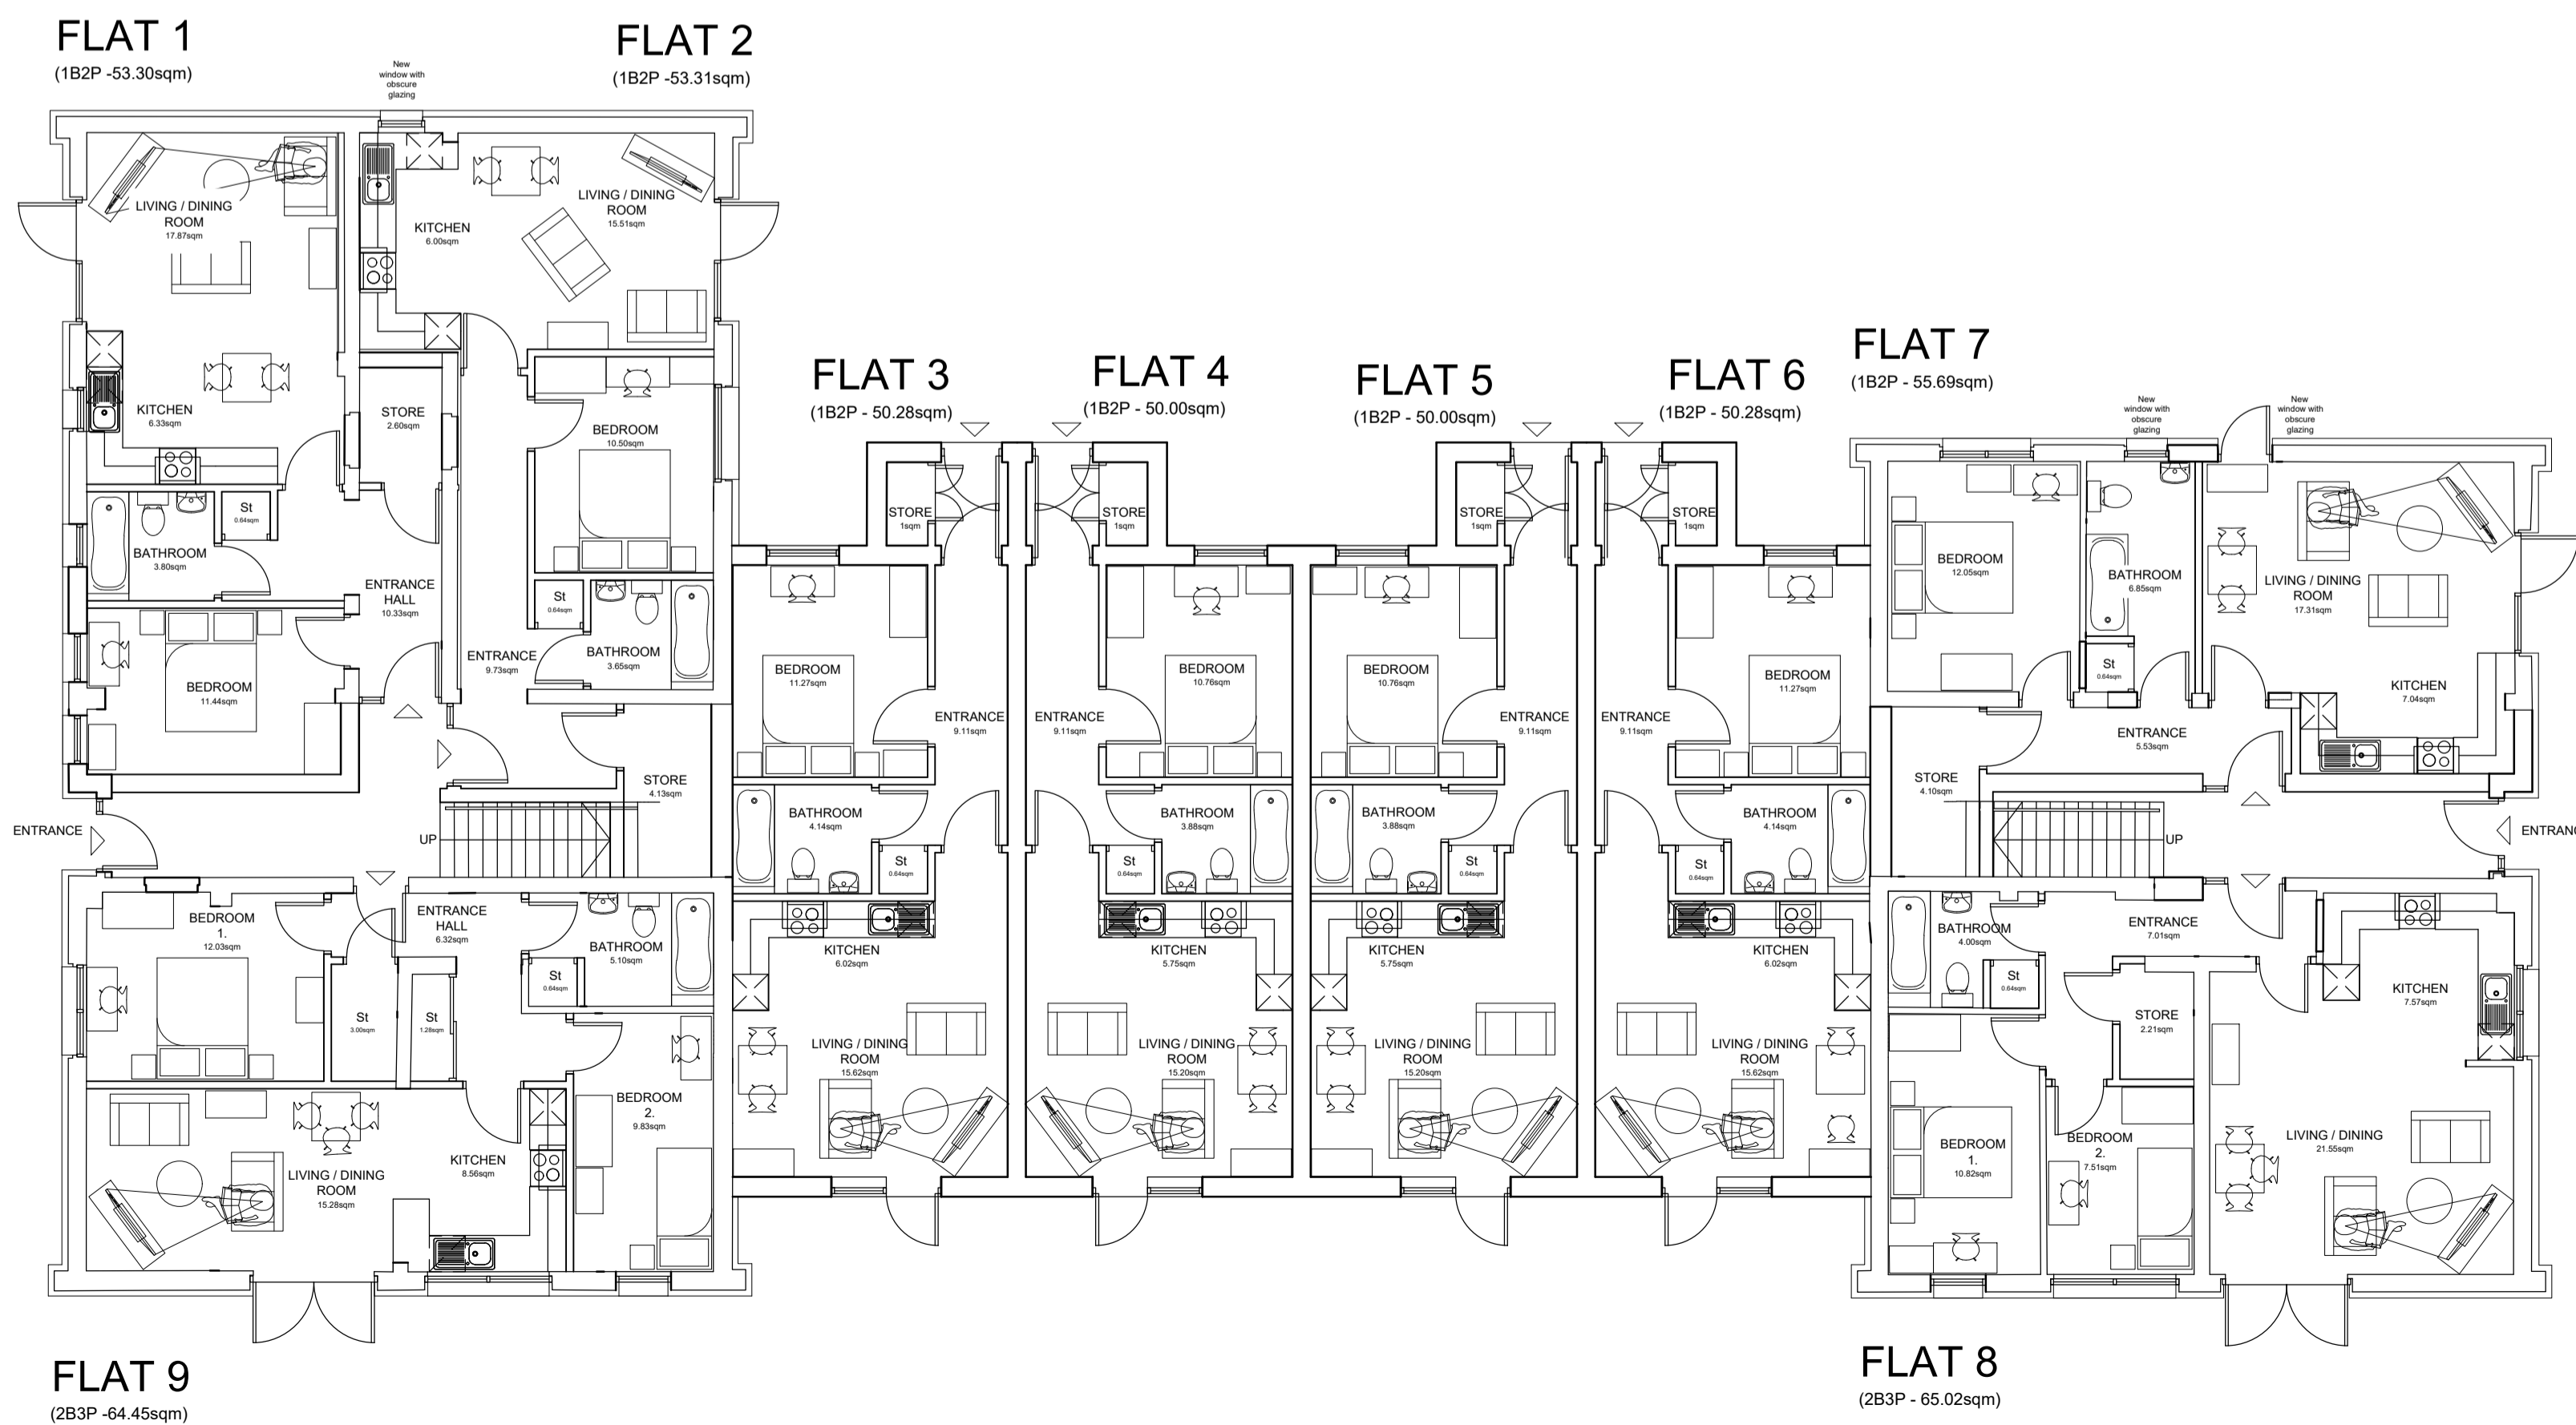 FLAT 1
(1B2P -53.30sqm)
FLAT 2
(1B2P -53.31sqm)
New
window with
obscure
glazing
LIVING / DINING
ROOM
17.87sqm
KITCHEN
6.33sqm
BATHROOM
3.80sqm
St
0.64sqm
BEDROOM
11.44sqm
STORE
2.60sqm
ENTRANCE
HALL
10.33sqm
KITCHEN
6.00sqm
LIVING / DINING
ROOM
15.51sqm
BEDROOM
10.50sqm
St
0.64sqm
BATHROOM
3.65sqm
ENTRANCE
9.73sqm
STORE
4.13sqm
ENTRANCE
UP
FLAT 3
(1B2P - 50.28sqm)
STORE
1sqm
BEDROOM
11.27sqm
ENTRANCE
9.11sqm
BATHROOM
4.14sqm
St
0.64sqm
KITCHEN
6.02sqm
LIVING / DINING
ROOM
15.62sqm
FLAT 4
(1B2P - 50.00sqm)
STORE
1sqm
BEDROOM
10.76sqm
ENTRANCE
9.11sqm
BATHROOM
3.88sqm
St
0.64sqm
KITCHEN
5.75sqm
LIVING / DINING
ROOM
15.20sqm
FLAT 5
(1B2P - 50.00sqm)
STORE
1sqm
BEDROOM
10.76sqm
ENTRANCE
9.11sqm
BATHROOM
3.88sqm
St
0.64sqm
KITCHEN
5.75sqm
LIVING / DINING
ROOM
15.20sqm
FLAT 6
(1B2P - 50.28sqm)
STORE
1sqm
BEDROOM
11.27sqm
ENTRANCE
9.11sqm
BATHROOM
4.14sqm
St
0.64sqm
KITCHEN
6.02sqm
LIVING / DINING
ROOM
15.62sqm
FLAT 7
(1B2P - 55.69sqm)
New
window with
obscure
glazing
New
window with
obscure
glazing
BEDROOM
12.05sqm
BATHROOM
6.85sqm
St
0.64sqm
LIVING / DINING
ROOM
17.31sqm
KITCHEN
7.04sqm
ENTRANCE
5.53sqm
STORE
4.10sqm
UP
ENTRANC
BATHROOM
4.00sqm
St
0.64sqm
ENTRANCE
7.01sqm
STORE
2.21sqm
KITCHEN
7.57sqm
BEDROOM
1.
10.82sqm
BEDROOM
2.
7.51sqm
LIVING / DINING
21.55sqm
FLAT 8
(2B3P - 65.02sqm)
BEDROOM
1.
12.03sqm
ENTRANCE
HALL
6.32sqm
BATHROOM
5.10sqm
St
0.64sqm
St
3.00sqm
St
1.28sqm
BEDROOM
2.
9.83sqm
KITCHEN
8.56sqm
LIVING / DINING
ROOM
15.28sqm
FLAT 9
(2B3P -64.45sqm)